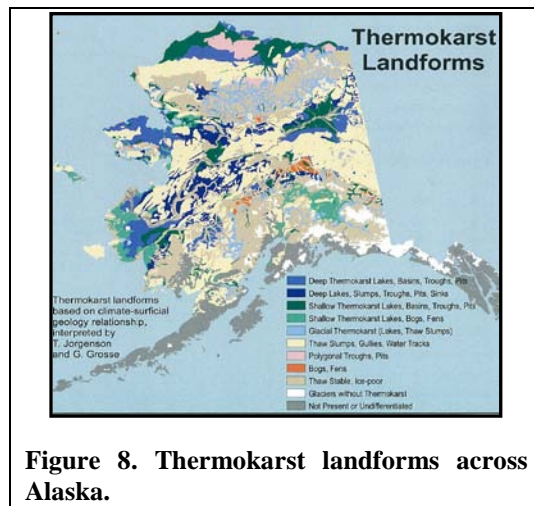 Thermokarst
Landforms
Thermokarst landforms
based on climate-surficial
geology relationship,
interpreted by
T. Jorgenson
and G. Grosse
Deep Thermokarst Lakes, Basins, Troughs, Pits
Deep Lakes, Slumps, Troughs, Pits, Sinks
Shallow Thermokarst Lakes, Basins, Troughs, Pits
Shallow Thermokarst Lakes, Bogs, Fens
Glacial Thermokarst (Lakes, Thaw Slumps)
Thaw Slumps, Gullies, Water Tracks
Polygonal Troughs, Pits
Bogs, Fens
Thaw Stable, Ice-poor
Glaciers without Thermokarst
Not Present or Undifferentiated
Figure 8. Thermokarst landforms across
Alaska.